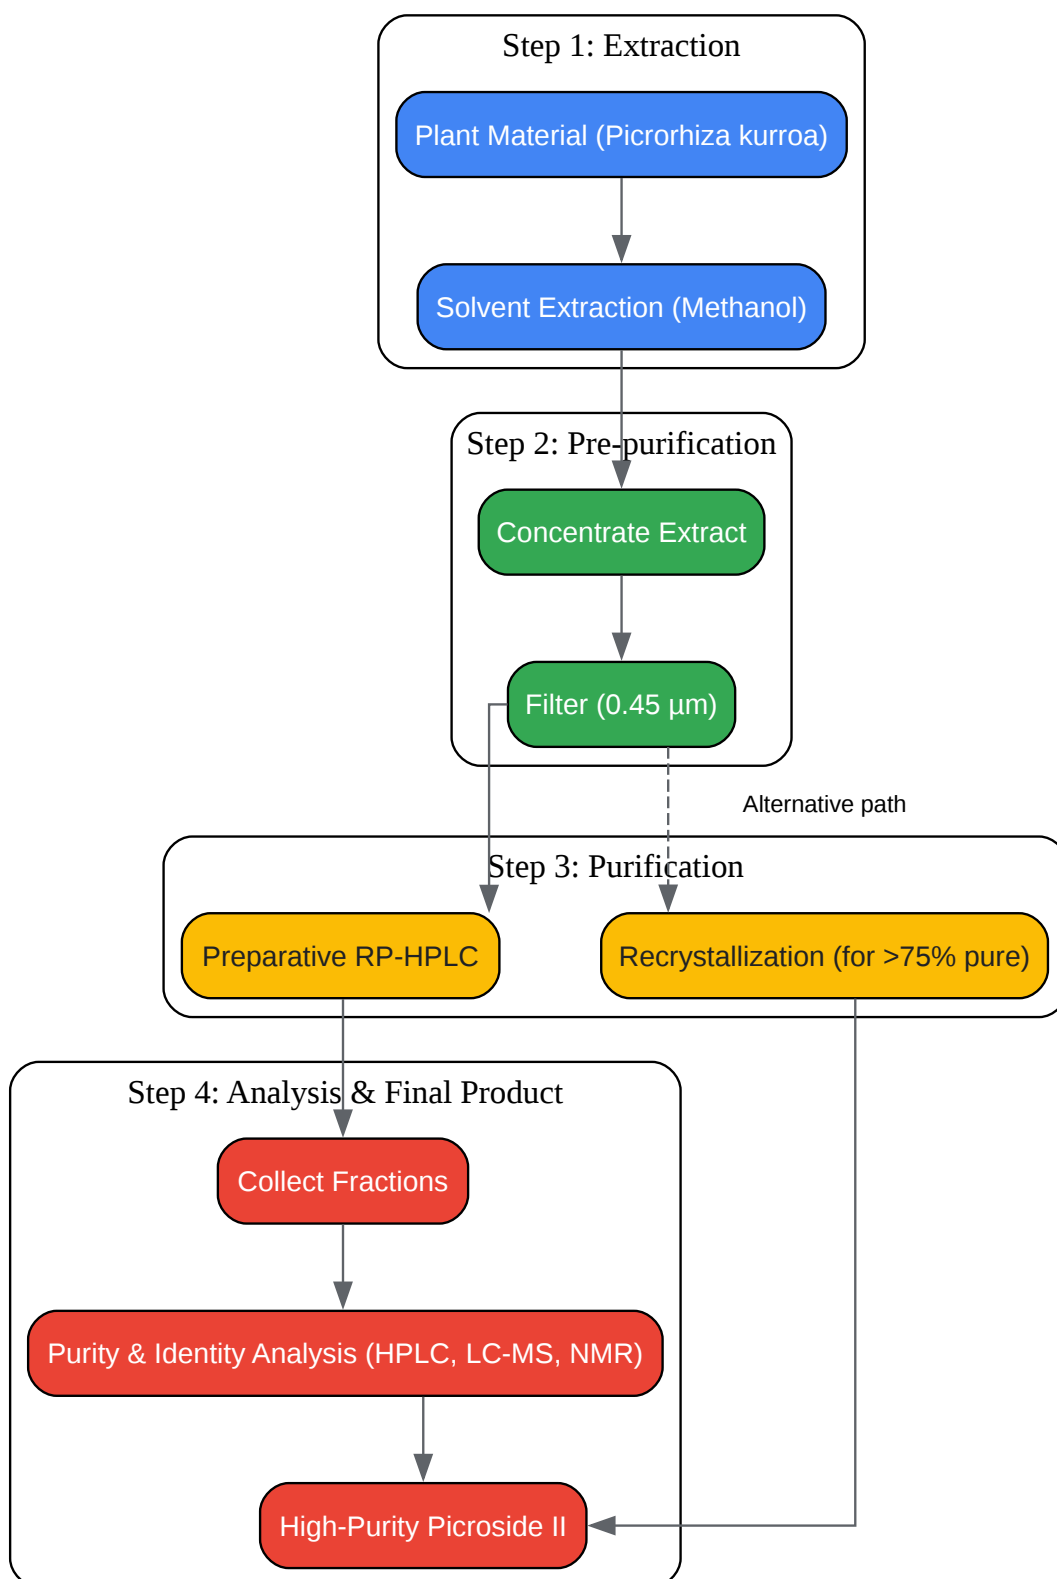 Step 1: Extraction
Plant Material (Picrorhiza kurroa)
Solvent Extraction (Methanol)
Step 2: Pre-purification
Concentrate Extract
Filter (0.45 µm)
Alternative path
Step 3: Purification
Preparative RP-HPLC
Recrystallization (for >75% pure)
Step 4: Analysis & Final Product
Collect Fractions
Purity & Identity Analysis (HPLC, LC-MS, NMR)
High-Purity Picroside II